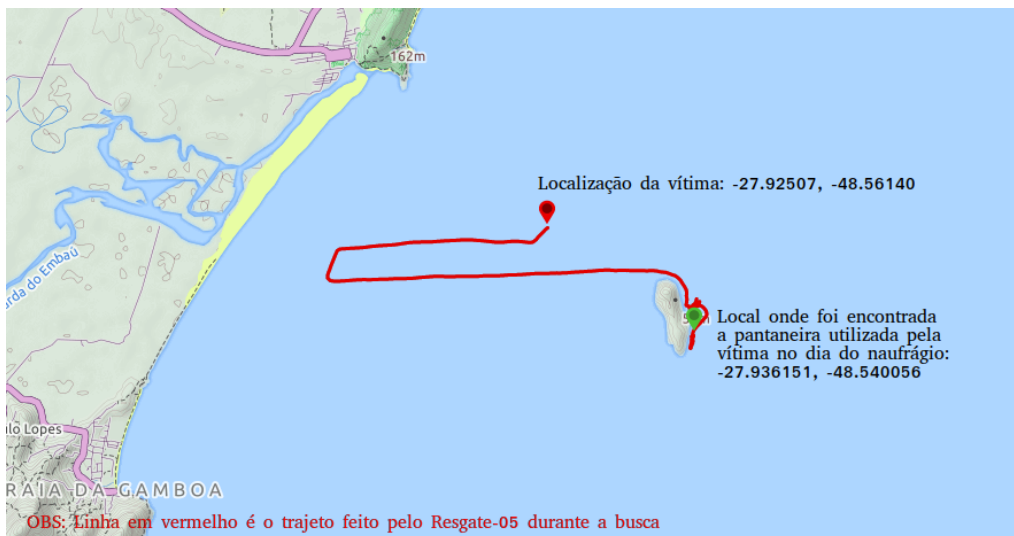 162m
Localização da vítima: -27.92507, -48.56140
arda do Embaú
Local onde foi encontrada
a pantaneira utilizada pela
vítima no dia do naufrágio:
-27.936151, -48.540056
ulo Lopes
RAIA DA GAMBOA
OBS: Linha em vermelho é o trajeto feito pelo Resgate-05 durante a busca